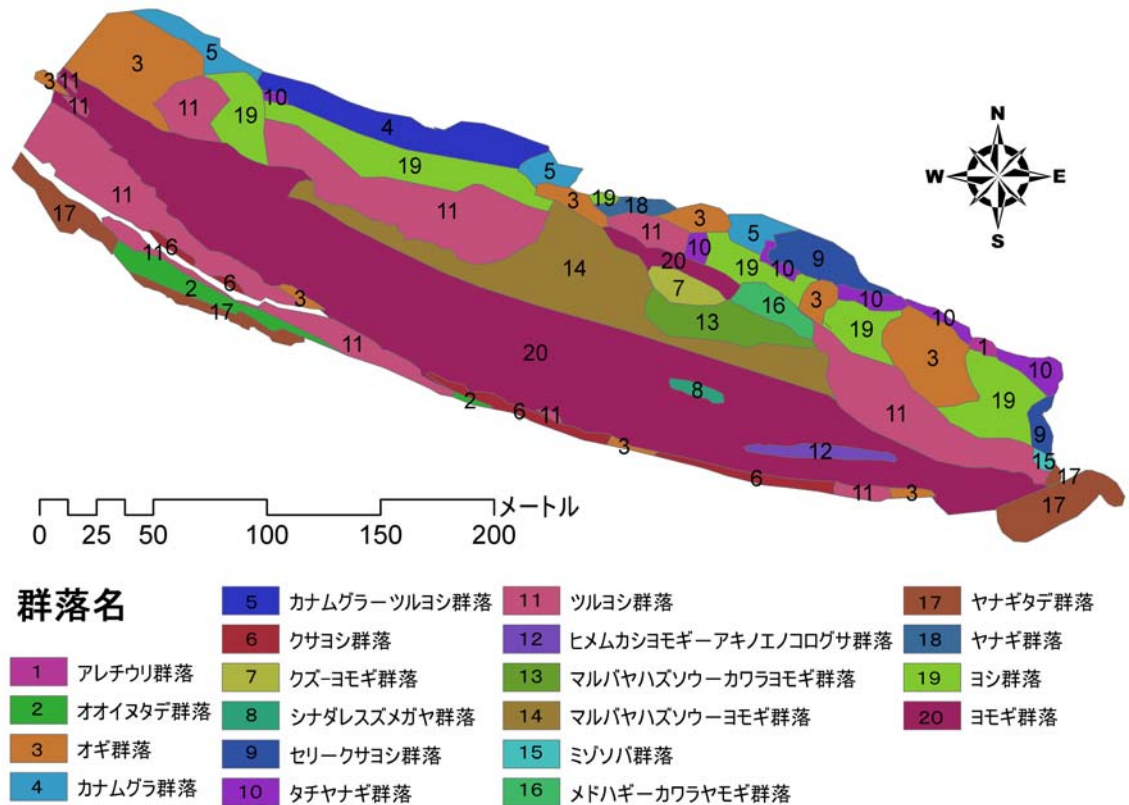 3
5
3 11
11
10
11
19
4
19
5
N
W E
S
11
17
11
3
19
18
3
5
9
11
10
19
10
20
11
6
2
17
6
3
14
7
16
3
10
10
13
19
1
11
20
3
10
8
19
11
2
6
11
3
12
9
15
17
6
11
3
17
メートル
0 25 50 100 150 200
群落名
1 アレチウリ群落
2 オオイヌタデ群落
3 オギ群落
4 カナムグラ群落
5 カナムグラーツルヨシ群落
6 クサヨシ群落
7 クズーヨモギ群落
8 シナダレスズメガヤ群落
9 セリークサヨシ群落
10 タチヤナギ群落
11 ツルヨシ群落
12 ヒメムカシヨモギーアキノエノコログサ群落
13 マルバヤハズソウーカワラヨモギ群落
14 マルバヤハズソウーヨモギ群落
15 ミゾソバ群落
16 メドハギーカワラヤモギ群落
17 ヤナギタデ群落
18 ヤナギ群落
19 ヨシ群落
20 ヨモギ群落